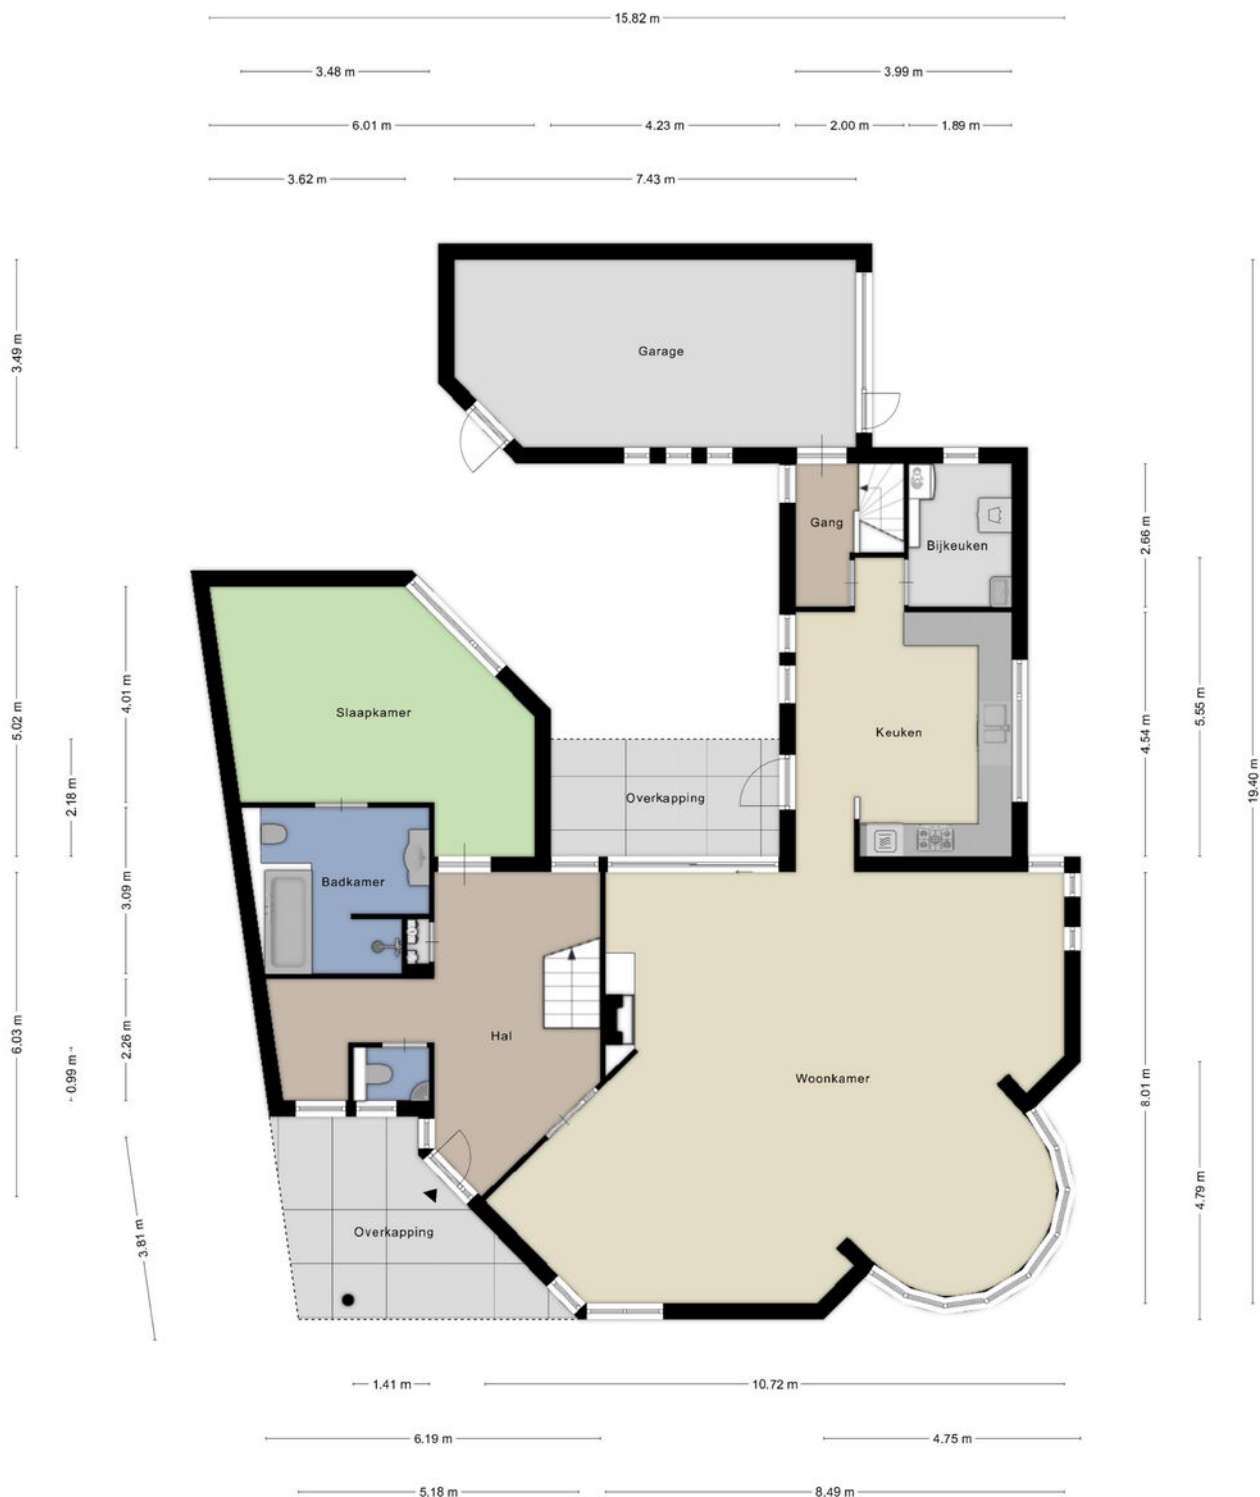 15.82 m
3.48 m
3.99 m
6.01 m
4.23 m
2.00 m
1.89 m
3.62 m
7.43 m
3.49 m
Garage
Gang
Bijkeuken
2.66 m
5.02 m
4.01 m
Slaapkamer
Keuken
4.54 m
5.55 m
19.40 m
2.18 m
Overkapping
Badkamer
3.09 m
6.03 m
2.26 m
0.99 m
Hal
Woonkamer
8.01 m
4.79 m
3.81 m
Overkapping
1.41 m
10.72 m
6.19 m
4.75 m
5.18 m
8.49 m